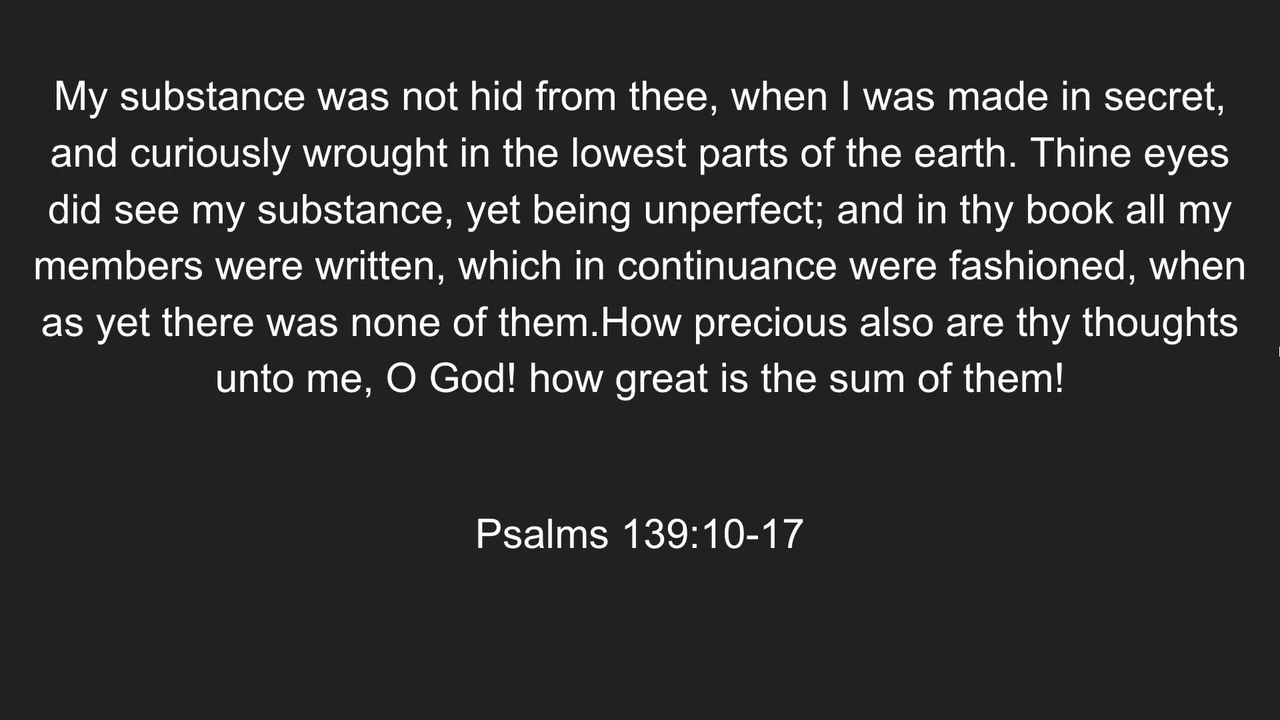 My substance was not hid from thee, when I was made in secret,
and curiously wrought in the lowest parts of the earth. Thine eyes
did see my substance, yet being unperfect; and in thy book all my
members were written, which in continuance were fashioned, when
as yet there was none of them.How precious also are thy thoughts
unto me, O God! how great is the sum of them!
Psalms 139:10-17